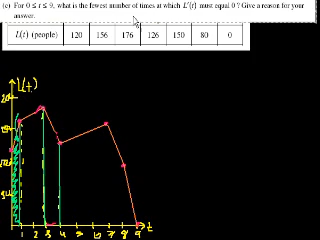 (c) For 0 ≤ t ≤ 9, what is the fewest number of times at which L'(t) must equal 0 ? Give a reason for your
answer.
L(t) (people) 120 156 176 126 150 80 0
L(t)
1 2 3 4 7 8 9 t